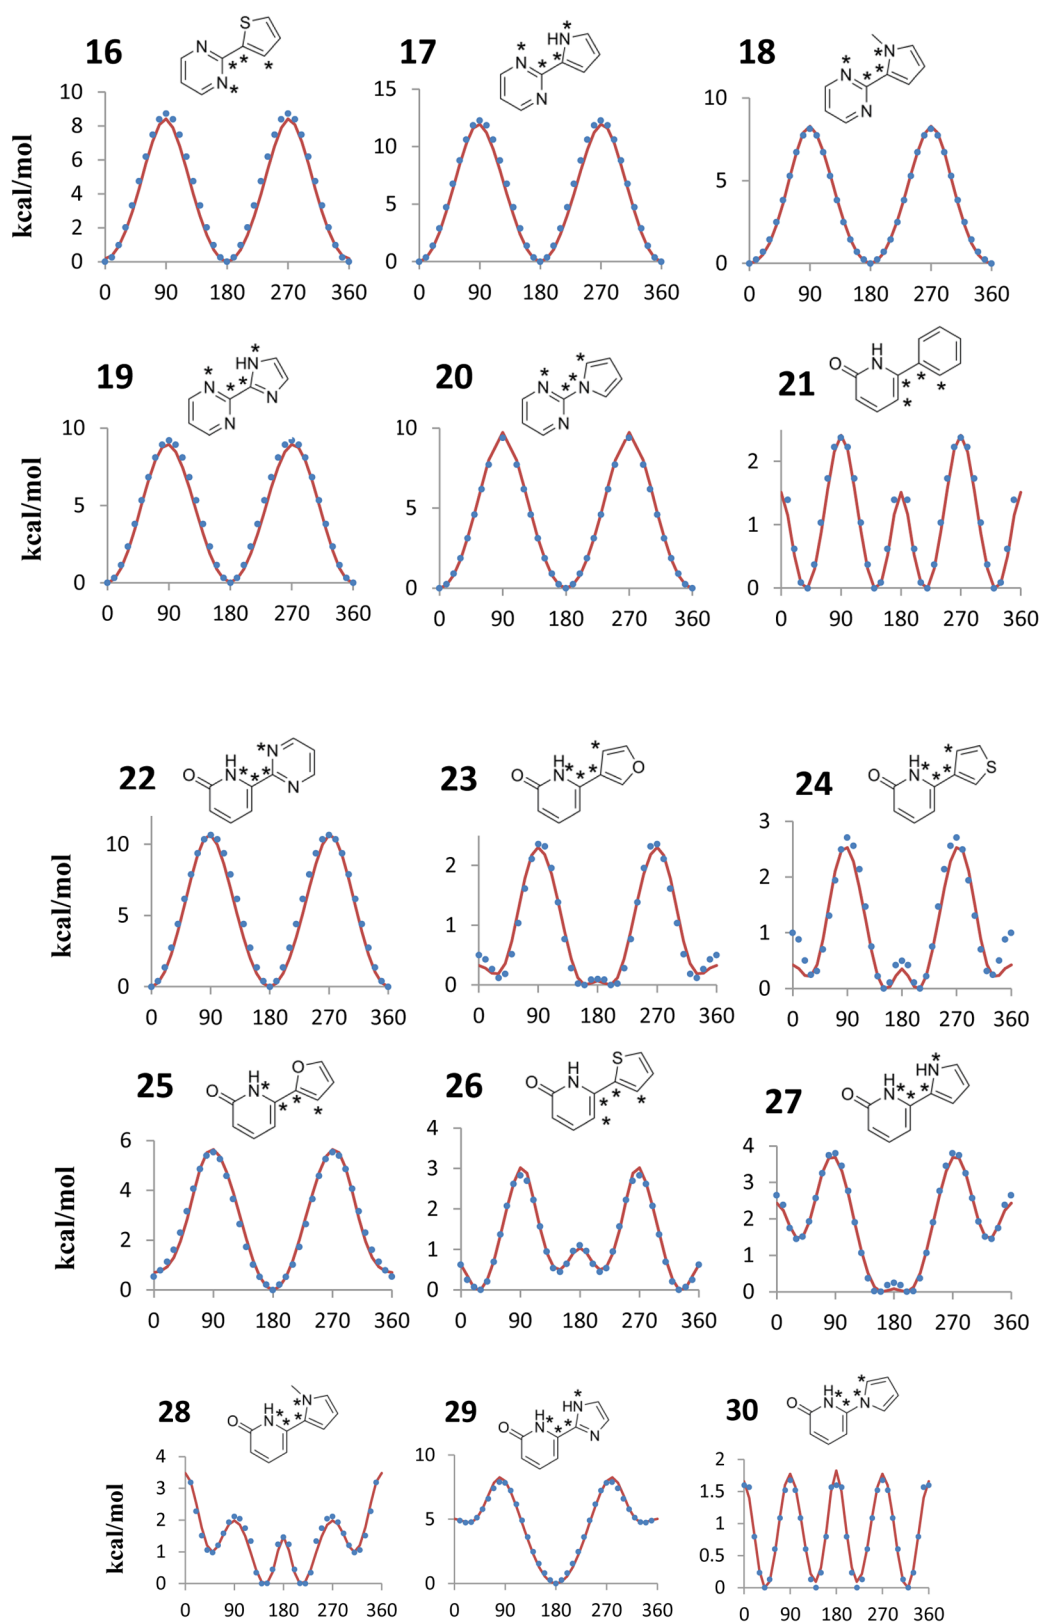 16 17 18
S N N * * * *
HN * N * * * N
* N * N * * N
10 8 6 4 2 0
15 10 5 0
10 5 0
kcal/mol
0 90 180 270 360 0 90 180 270 360 0 90 180 270 360
19 20 21
HN * N * * N N
* N * * N * N
H O N * * * *
10 5 0
10 5 0
2 1 0
kcal/mol
0 90 180 270 360 0 90 180 270 360 0 90 180 270 360
22 23 24
O H N * * * * N N
O H N * * * * O
O H N * * * * S
10 5 0
2 1 0
3 2 1 0
kcal/mol
0 90 180 270 360 0 90 180 270 360 0 90 180 270 360
25 26 27
O H N * O * * *
O H N S * * * *
O H N * * * HN *
6 4 2 0
4 3 2 1 0
4 3 2 1 0
kcal/mol
0 90 180 270 360 0 90 180 270 360 0 90 180 270 360
28 29 30
O H N * * * * N
O H N * * * HN * N
O H N * * * * N
4 3 2 1 0
10 5 0
2 1.5 1 0.5 0
kcal/mol
0 90 180 270 360 0 90 180 270 360 0 90 180 270 360